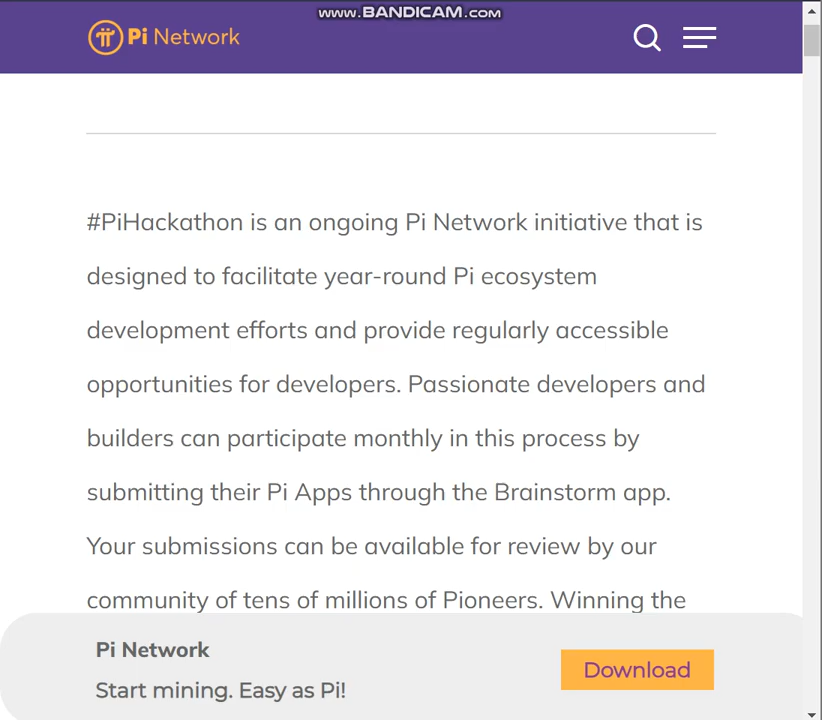 www.BANDICAM.com
Pi Network
#PiHackathon is an ongoing Pi Network initiative that is
designed to facilitate year-round Pi ecosystem
development efforts and provide regularly accessible
opportunities for developers. Passionate developers and
builders can participate monthly in this process by
submitting their Pi Apps through the Brainstorm app.
Your submissions can be available for review by our
community of tens of millions of Pioneers. Winning the
Pi Network
Start mining. Easy as Pi!
Download